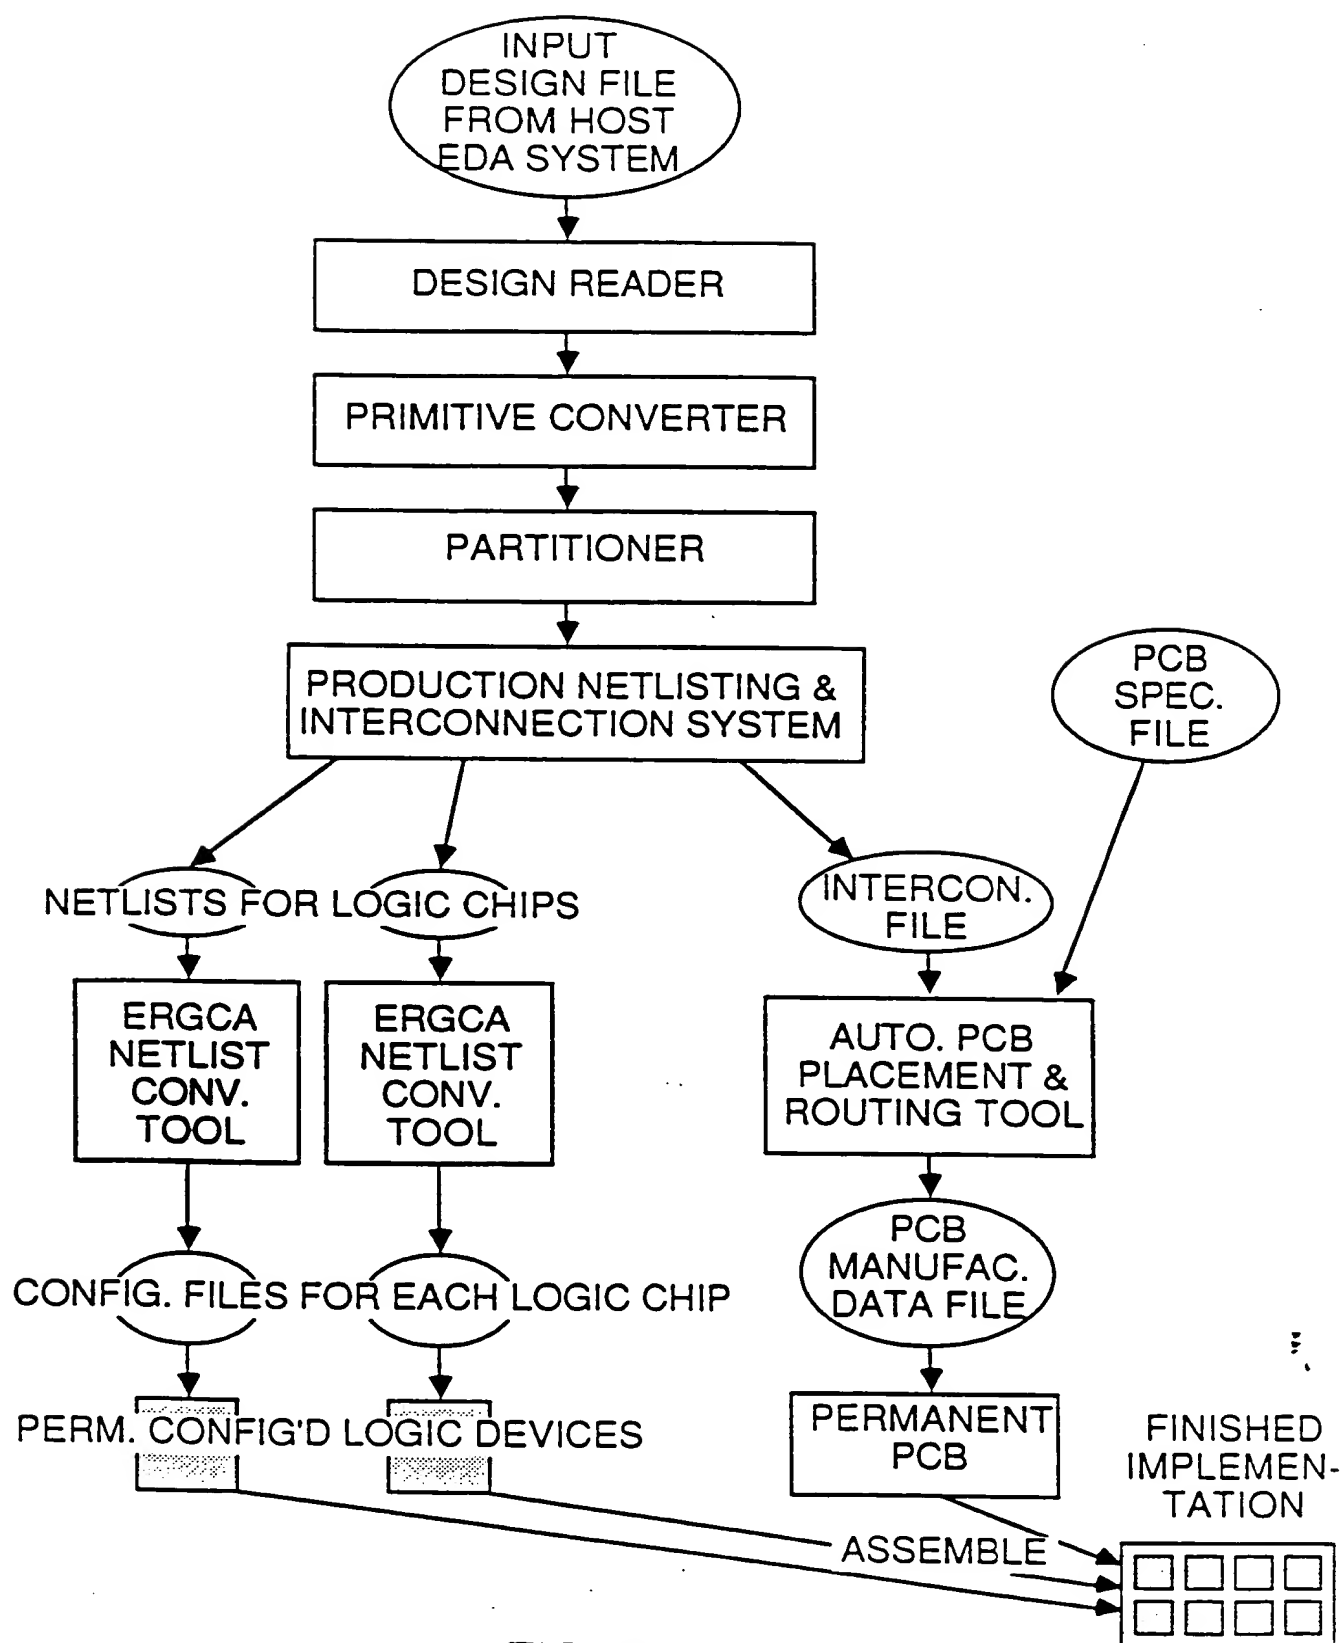 INPUT
DESIGN FILE
FROM HOST
EDA SYSTEM
DESIGN READER
PRIMITIVE CONVERTER
PARTITIONER
PRODUCTION NETLISTING &
INTERCONNECTION SYSTEM
PCB
SPEC.
FILE
NETLISTS FOR LOGIC CHIPS
INTERCON.
FILE
ERGCA
NETLIST
CONV.
TOOL
ERGCA
NETLIST
CONV.
TOOL
AUTO. PCB
PLACEMENT &
ROUTING TOOL
PCB
MANUFAC.
DATA FILE
CONFIG. FILES FOR EACH LOGIC CHIP
PERM. CONFIG'D LOGIC DEVICES
PERMANENT
PCB
FINISHED
IMPLEMEN-
TATION
ASSEMBLE